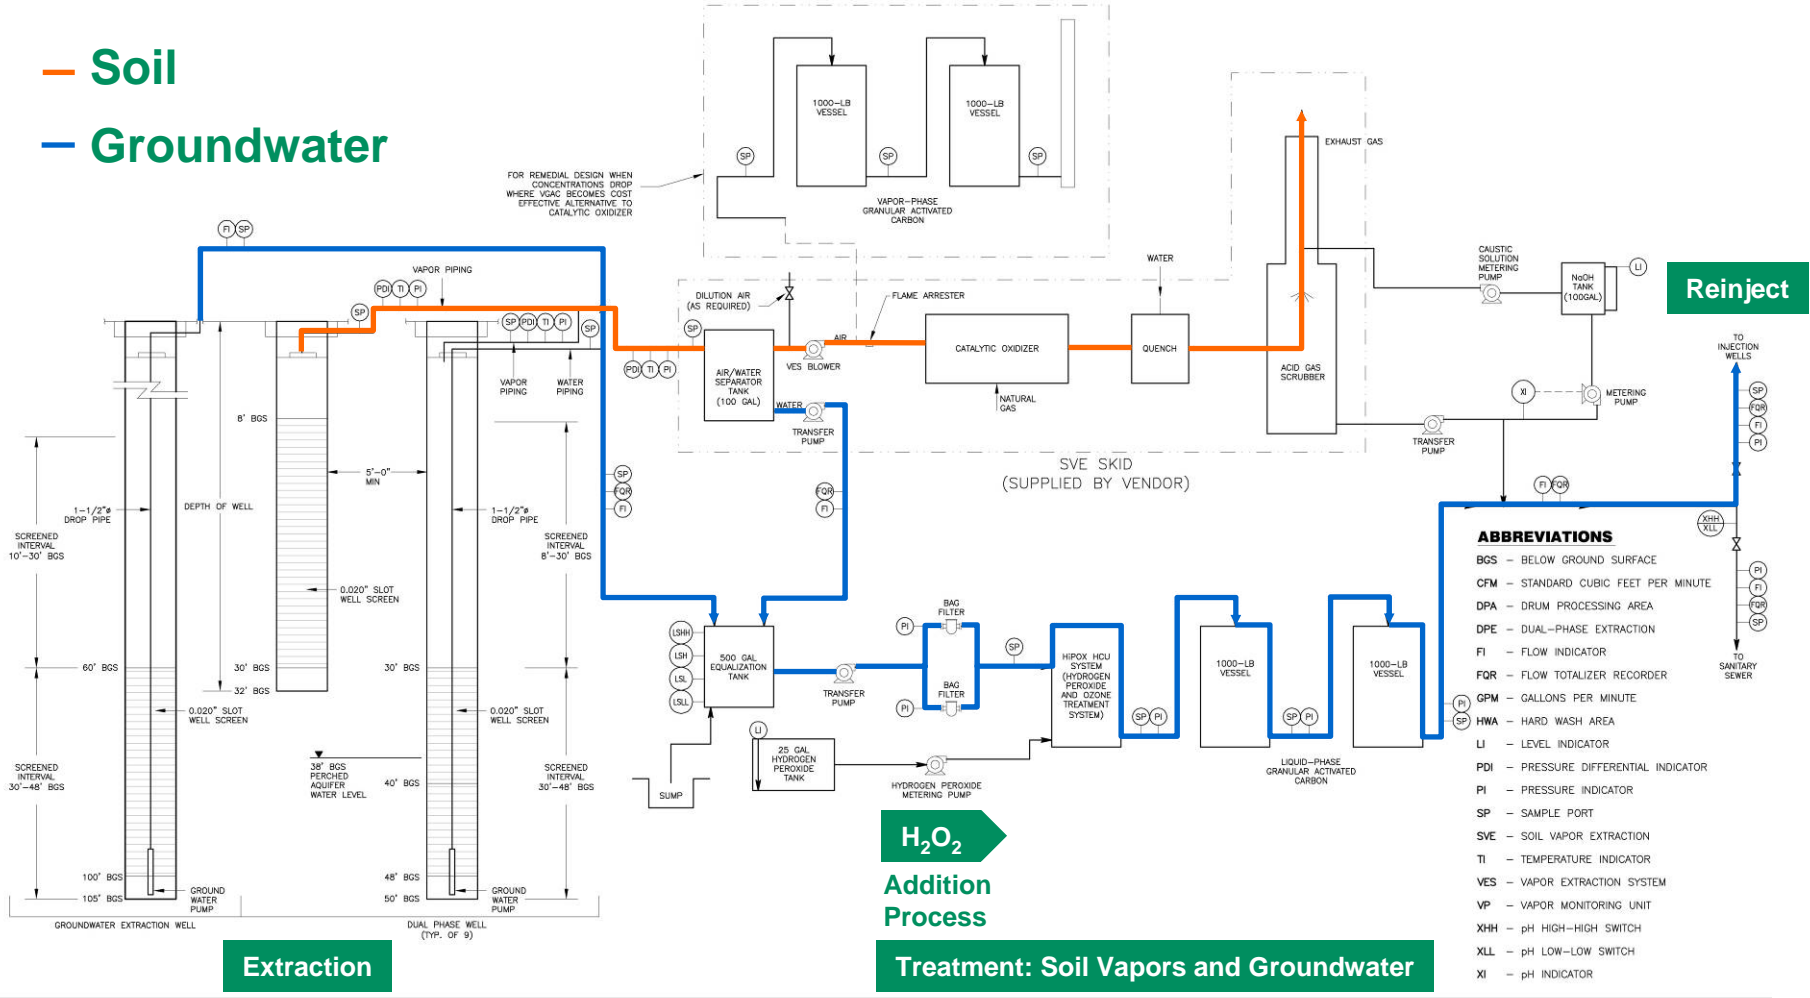 Soil
Groundwater
FOR REMEDIAL DESIGN WHEN
CONCENTRATIONS DROP
WHERE VGAC BECOMES COST
EFFECTIVE ALTERNATIVE TO
CATALYTIC OXIDIZER
SP
1000-LB
VESSEL
SP
1000-LB
VESSEL
SP
VAPOR-PHASE
GRANULAR ACTIVATED
CARBON
EXHAUST GAS
FI
SP
VAPOR PIPING
PDI
TI
PI
SP
SP
PDI
TI
PI
SP
VAPOR
PIPING
WATER
PIPING
PDI
TI
PI
SP
DILUTION AIR
(AS REQUIRED)
FLAME ARRESTER
AIR
VES BLOWER
AIR/WATER
SEPARATOR
TANK
(100 GAL)
WATER
TRANSFER
PUMP
CATALYTIC OXIDIZER
NATURAL
GAS
WATER
QUENCH
ACID GAS
SCRUBBER
CAUSTIC
SOLUTION
METERING
PUMP
NaOH
TANK
(100GAL)
LI
XI
METERING
PUMP
TRANSFER
PUMP
SVE SKID
(SUPPLIED BY VENDOR)
Reinject
TO
INJECTION
WELLS
SP
FQR
FI
PI
FI
FQR
XHH
XLL
PI
FI
FQR
SP
TO
SANITARY
SEWER
8' BGS
5'-0"
MIN
DEPTH OF WELL
1-1/2"ø
DROP PIPE
1-1/2"ø
DROP PIPE
SCREENED
INTERVAL
10'-30' BGS
SCREENED
INTERVAL
8'-30' BGS
0.020" SLOT
WELL SCREEN
60' BGS
30' BGS
30' BGS
32' BGS
0.020" SLOT
WELL SCREEN
0.020" SLOT
WELL SCREEN
SCREENED
INTERVAL
30'-48' BGS
38' BGS
PERCHED
AQUIFER
WATER LEVEL
40' BGS
SCREENED
INTERVAL
30'-48' BGS
100' BGS
105' BGS
48' BGS
50' BGS
GROUND
WATER
PUMP
GROUND
WATER
PUMP
GROUNDWATER EXTRACTION WELL
DUAL PHASE WELL
(TYP. OF 9)
Extraction
SP
FQR
FI
FQR
FI
LSHH
LSH
LSL
LSLL
500 GAL
EQUALIZATION
TANK
SUMP
TRANSFER
PUMP
LI
25 GAL
HYDROGEN
PEROXIDE
TANK
HYDROGEN PEROXIDE
METERING PUMP
BAG
FILTER
PI
BAG
FILTER
PI
SP
HiPOX HCU
SYSTEM
(HYDROGEN
PEROXIDE
AND OZONE
TREATMENT
SYSTEM)
SP
PI
1000-LB
VESSEL
SP
PI
1000-LB
VESSEL
PI
SP
LIQUID-PHASE
GRANULAR ACTIVATED
CARBON
H2O2
Addition
Process
Treatment: Soil Vapors and Groundwater
ABBREVIATIONS
BGS – BELOW GROUND SURFACE
CFM – STANDARD CUBIC FEET PER MINUTE
DPA – DRUM PROCESSING AREA
DPE – DUAL-PHASE EXTRACTION
FI – FLOW INDICATOR
FQR – FLOW TOTALIZER RECORDER
GPM – GALLONS PER MINUTE
HWA – HARD WASH AREA
LI – LEVEL INDICATOR
PDI – PRESSURE DIFFERENTIAL INDICATOR
PI – PRESSURE INDICATOR
SP – SAMPLE PORT
SVE – SOIL VAPOR EXTRACTION
TI – TEMPERATURE INDICATOR
VES – VAPOR EXTRACTION SYSTEM
VP – VAPOR MONITORING UNIT
XHH – pH HIGH-HIGH SWITCH
XLL – pH LOW-LOW SWITCH
XI – pH INDICATOR